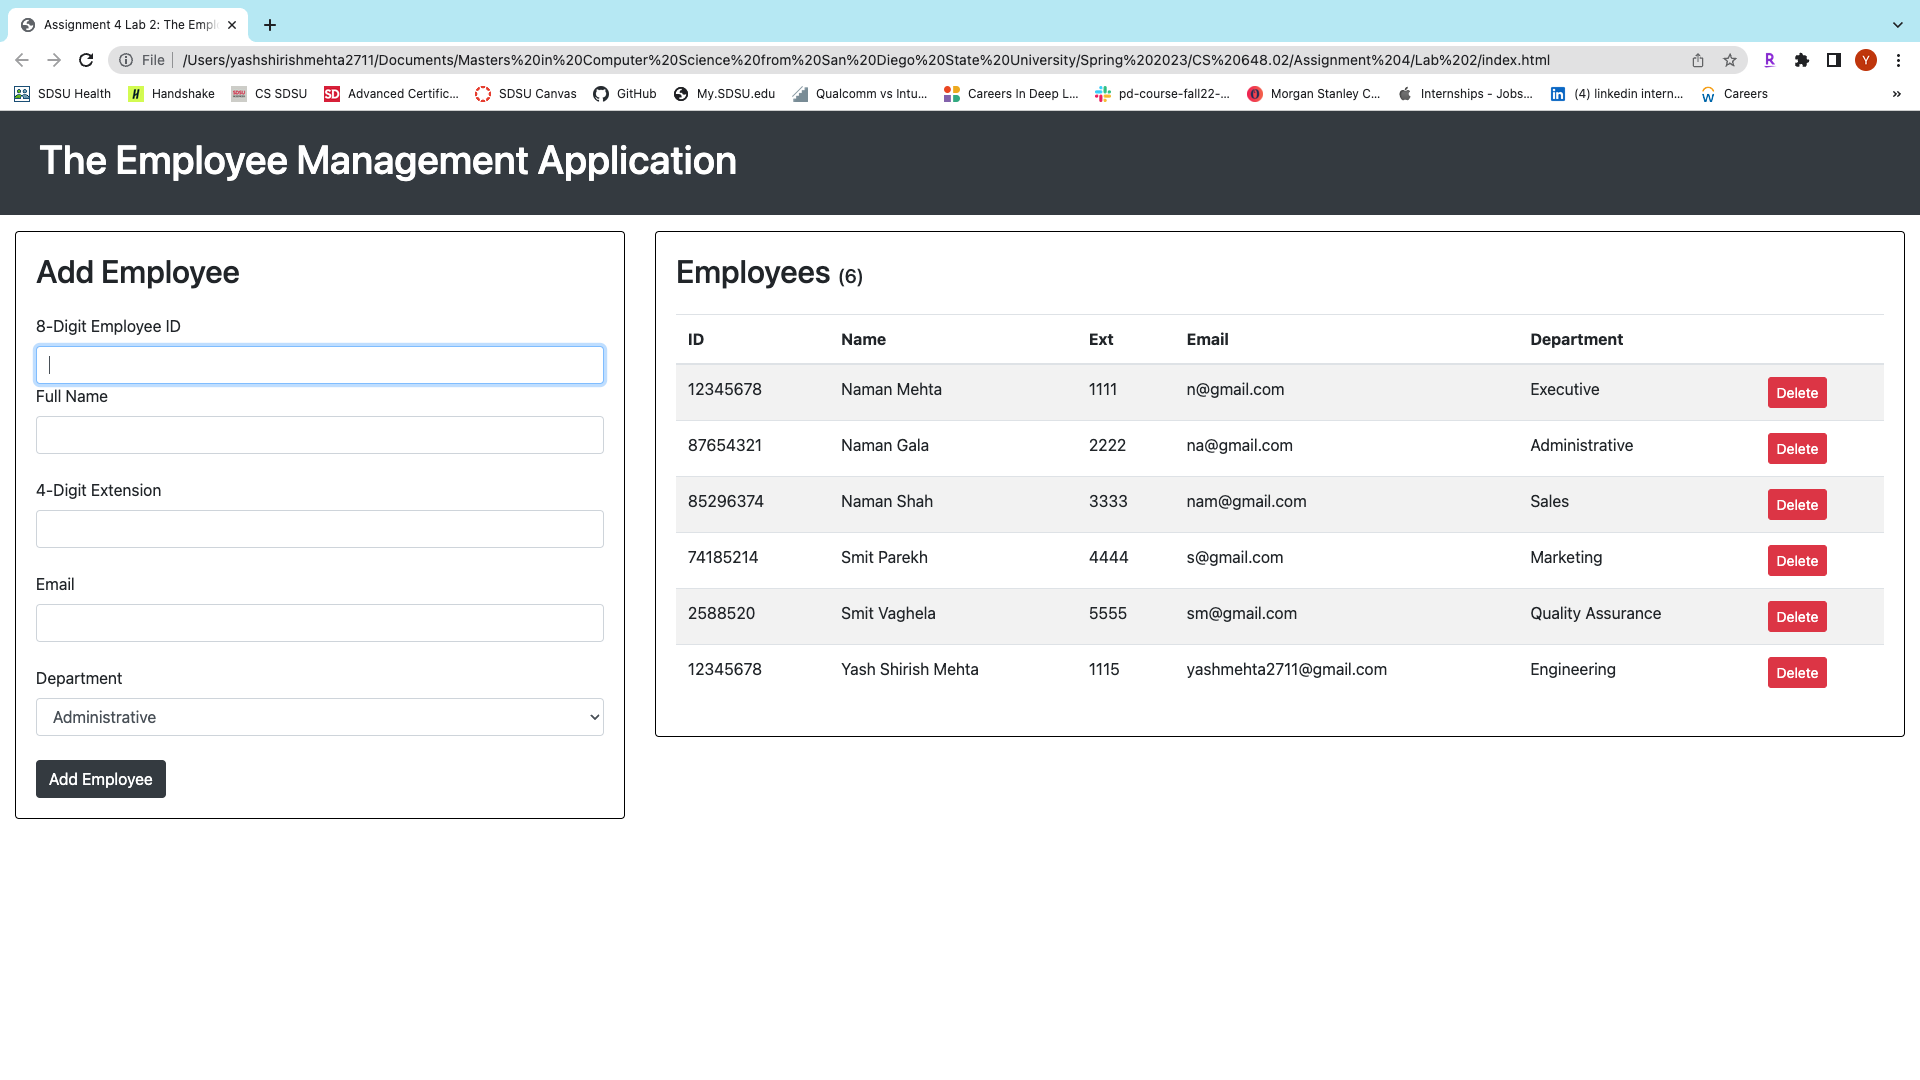 Assignment 4 Lab 2: The Empl
File /Users/yashshirishmehta2711/Documents/Masters%20in%20Computer%20Science%20from%20San%20Diego%20State%20University/Spring%202023/CS%20648.02/Assignment%204/Lab%202/index.html
R
Y
SDSU Health Handshake CS SDSU Advanced Certific... SDSU Canvas GitHub My.SDSU.edu Qualcomm vs Intu... Careers In Deep L... pd-course-fall22-... Morgan Stanley C... Internships - Jobs... (4) linkedin intern... Careers »
The Employee Management Application
Add Employee
8-Digit Employee ID
Full Name
4-Digit Extension
Email
Department
Administrative
Add Employee
Employees (6)
ID Name Ext Email Department
12345678 Naman Mehta 1111 n@gmail.com Executive Delete
87654321 Naman Gala 2222 na@gmail.com Administrative Delete
85296374 Naman Shah 3333 nam@gmail.com Sales Delete
74185214 Smit Parekh 4444 s@gmail.com Marketing Delete
2588520 Smit Vaghela 5555 sm@gmail.com Quality Assurance Delete
12345678 Yash Shirish Mehta 1115 yashmehta2711@gmail.com Engineering Delete